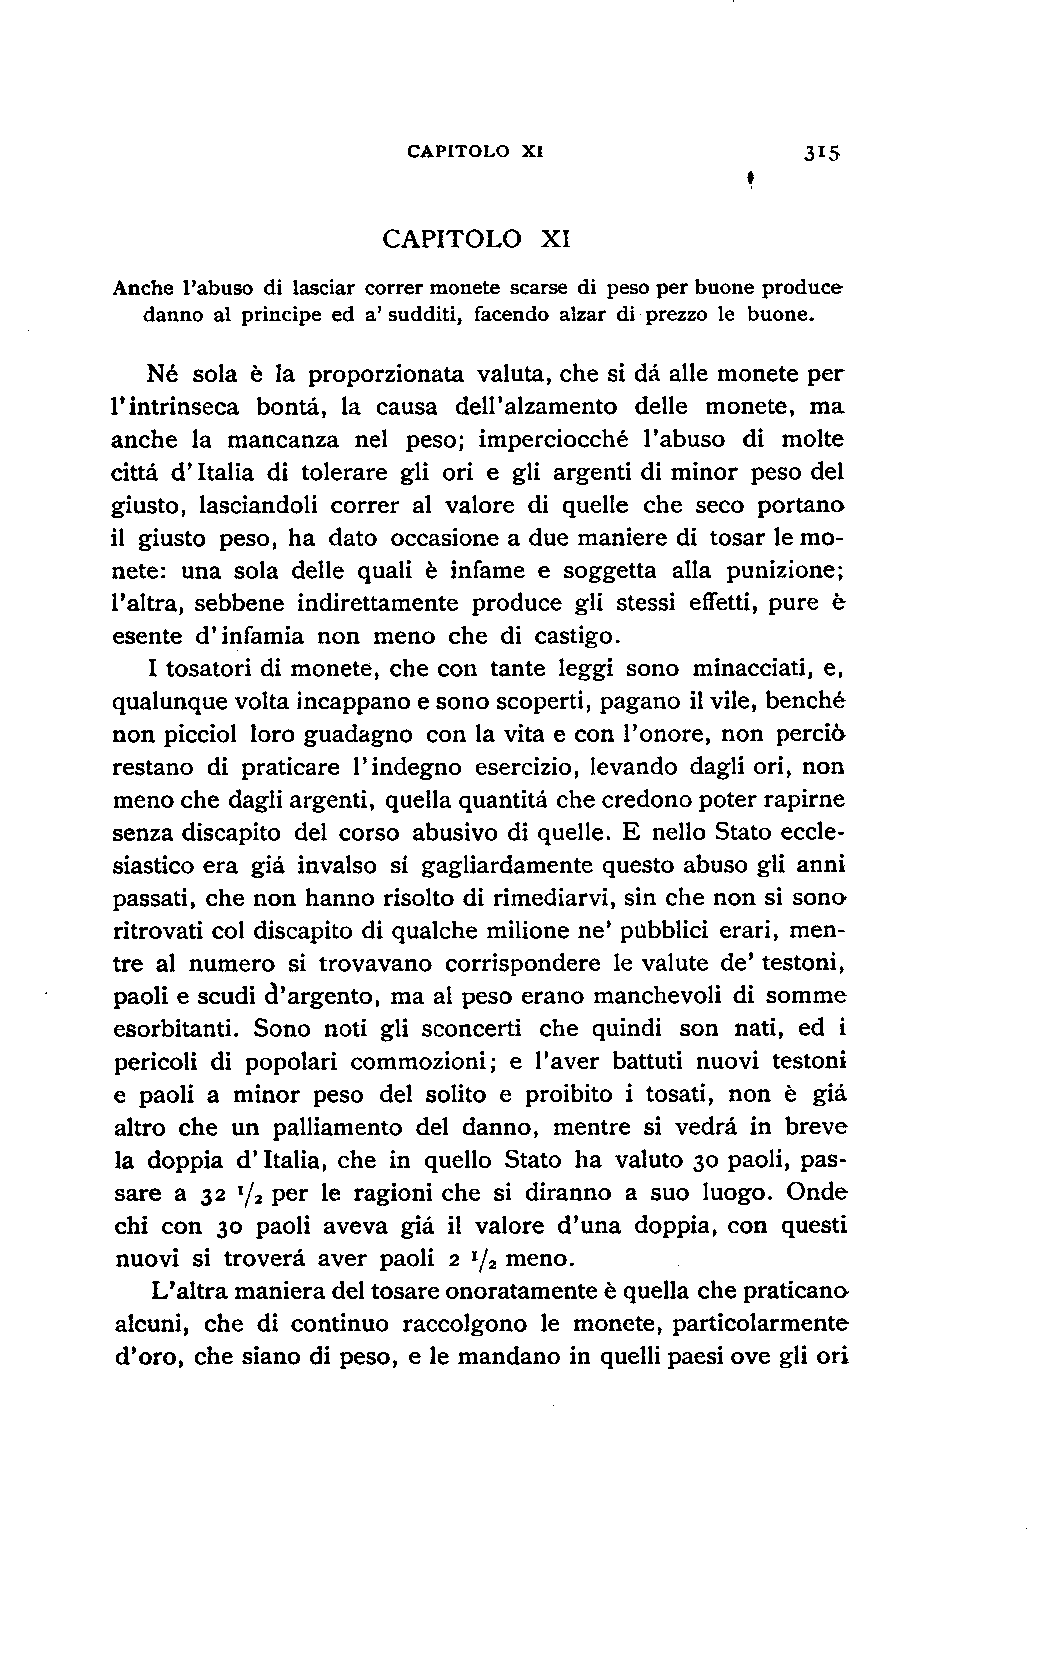 CAPITOLO XI 315
CAPITOLO XI
Anche l'abuso di lasciar correr monete scarse di peso per buone produce
danno al principe ed a' sudditi, facendo alzar di prezzo le buone.
Né sola è la proporzionata valuta, che si dá alle monete per
l'intrinseca bontá, la causa dell'alzamento delle monete, ma
anche la mancanza nel peso; imperciocché l'abuso di molte
cittá d'Italia di tolerare gli ori e gli argenti di minor peso del
giusto, lasciandoli correr al valore di quelle che seco portano
il giusto peso, ha dato occasione a due maniere di tosar le mo-
nete: una sola delle quali è infame e soggetta alla punizione;
l'altra, sebbene indirettamente produce gli stessi effetti, pure è
esente d'infamia non meno che di castigo.
I tosatori di monete, che con tante leggi sono minacciati, e,
qualunque volta incappano e sono scoperti, pagano il vile, benché
non picciol loro guadagno con la vita e con l'onore, non perciò
restano di praticare l'indegno esercizio, levando dagli ori, non
meno che dagli argenti, quella quantitá che credono poter rapirne
senza discapito del corso abusivo di quelle. E nello Stato eccle-
siastico era giá invalso sí gagliardamente questo abuso gli anni
passati, che non hanno risolto di rimediarvi, sin che non si sono
ritrovati col discapito di qualche milione ne' pubblici erari, men-
tre al numero si trovavano corrispondere le valute de' testoni,
paoli e scudi d'argento, ma al peso erano manchevoli di somme
esorbitanti. Sono noti gli sconcerti che quindi son nati, ed i
pericoli di popolari commozioni; e l'aver battuti nuovi testoni
e paoli a minor peso del solito e proibito i tosati, non è giá
altro che un palliamento del danno, mentre si vedrá in breve
la doppia d'Italia, che in quello Stato ha valuto 30 paoli, pas-
sare a 32 1/2 per le ragioni che si diranno a suo luogo. Onde
chi con 30 paoli aveva giá il valore d'una doppia, con questi
nuovi si troverá aver paoli 2 1/2 meno.
L'altra maniera del tosare onoratamente è quella che praticano
alcuni, che di continuo raccolgono le monete, particolarmente
d'oro, che siano di peso, e le mandano in quelli paesi ove gli ori